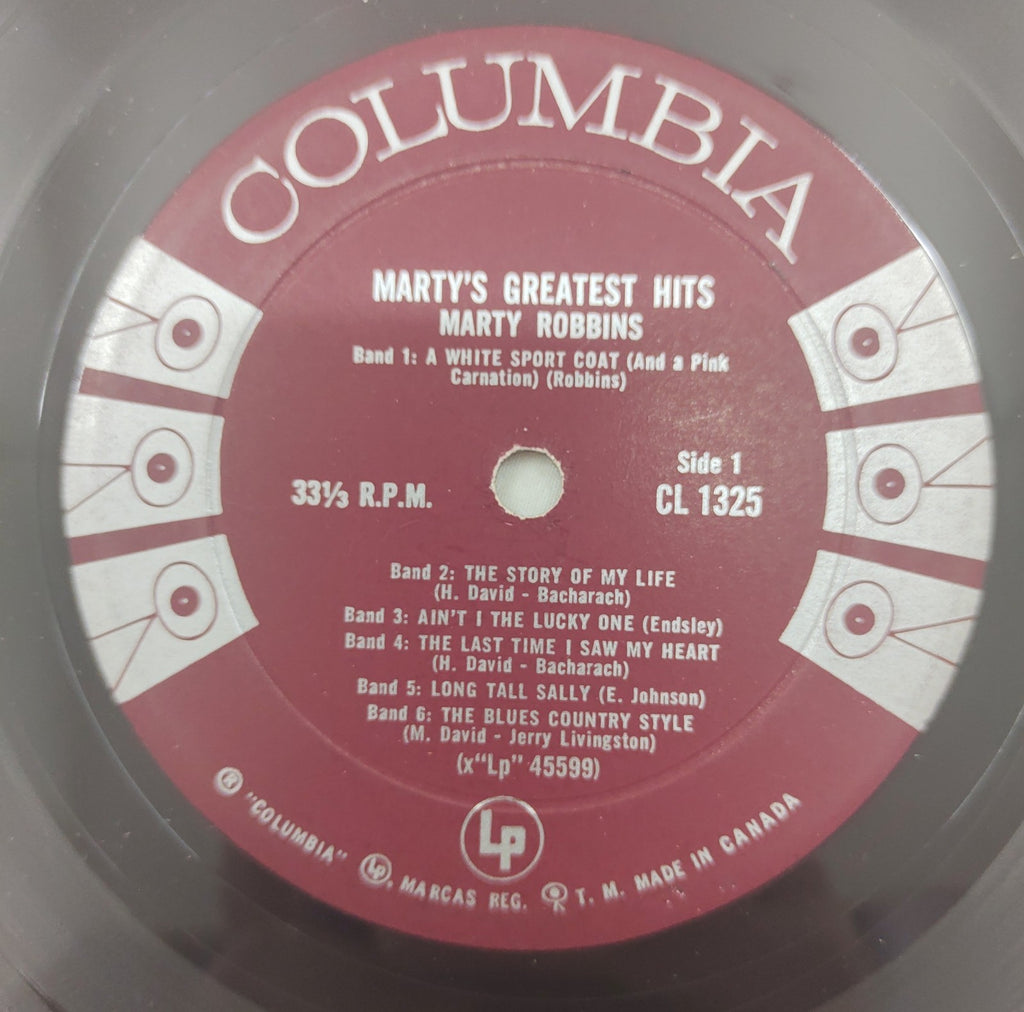 COLUMBIA
MARTY'S GREATEST HITS
MARTY ROBBINS
Band 1: A WHITE SPORT COAT (And a Pink
Carnation) (Robbins)
33⅓ R.P.M.
Side 1
CL 1325
Band 2: THE STORY OF MY LIFE
(H. David - Bacharach)
Band 3: AIN'T I THE LUCKY ONE (Endsley)
Band 4: THE LAST TIME I SAW MY HEART
(H. David - Bacharach)
Band 5: LONG TALL SALLY (E. Johnson)
Band 6: THE BLUES COUNTRY STYLE
(M. David - Jerry Livingston)
(x"Lp" 45599)
Lp
® "COLUMBIA" Lp, MARCAS REG. T. M. MADE IN CANADA